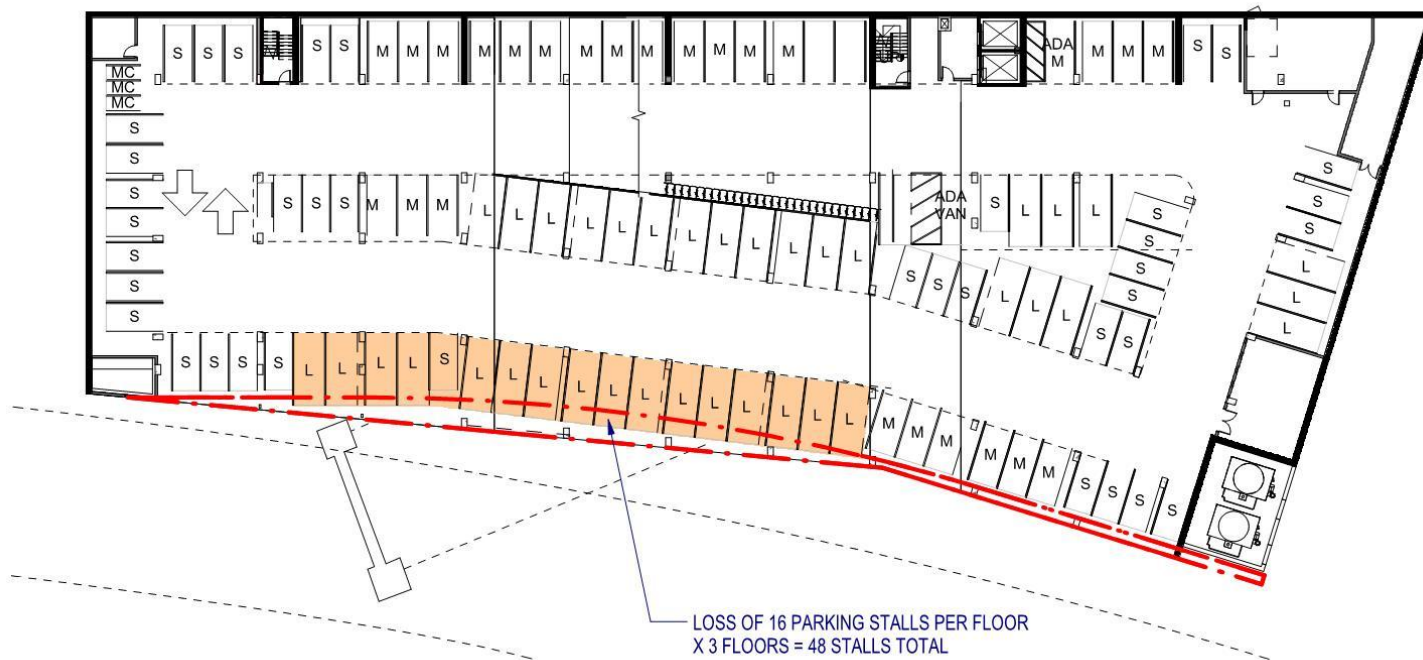 S S S M S S M M M M M M M M M M M M M ADA M M M S S
M
MC
MC
MC
S
S
S
S
S
S
S
S S S M M M L L L L L L L L L L L L
ADA
VAN
S L L L
S
S
S
S
S S S L L L S S
S
S
S
L
L
L
S S S S L L L L S L L L L L L L L L L L L M M M M M M S S S S
LOSS OF 16 PARKING STALLS PER FLOOR
X 3 FLOORS = 48 STALLS TOTAL